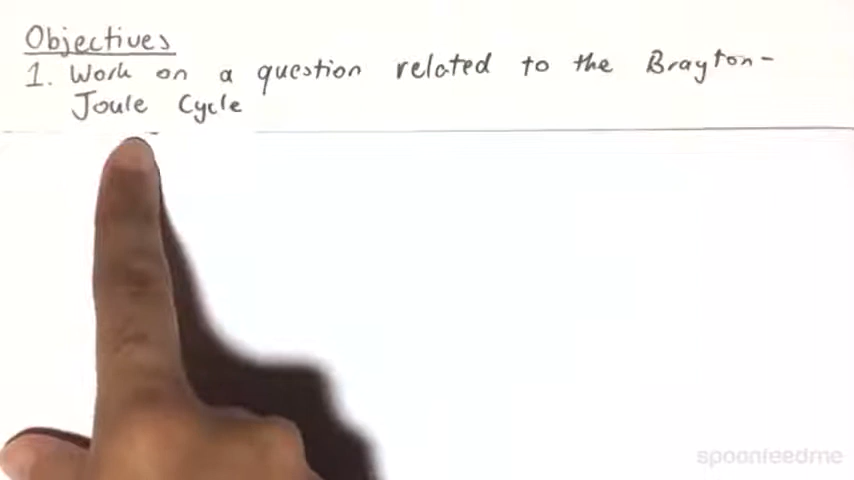 Objectives
1. Work on a question related to the Brayton-
Joule Cycle
spoonfeedme